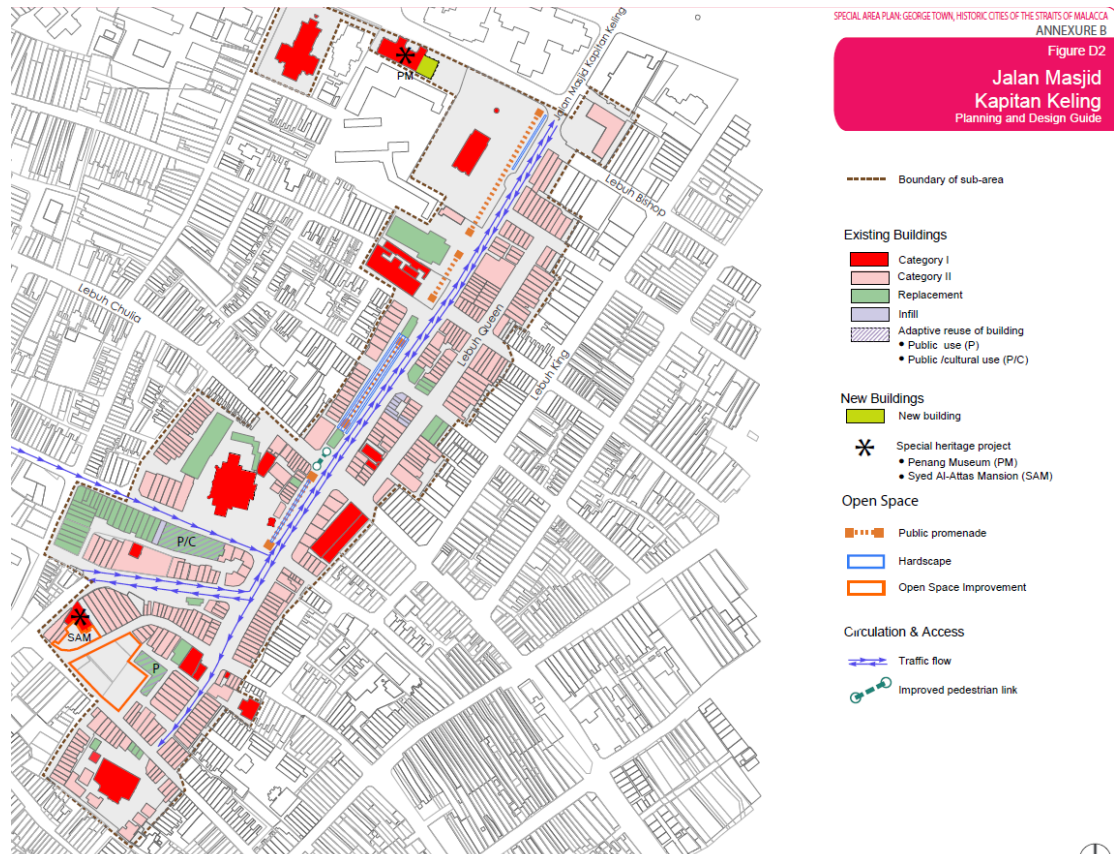 SPECIAL AREA PLAN: GEORGE TOWN, HISTORIC CITIES OF THE STRAITS OF MALACCA
ANNEXURE B
Figure D2
Jalan Masjid
Kapitan Keling
Planning and Design Guide
Boundary of sub-area
Existing Buildings
Category I
Category II
Replacement
Infill
Adaptive reuse of building
• Public use (P)
• Public /cultural use (P/C)
New Buildings
New building
Special heritage project
• Penang Museum (PM)
• Syed Al-Attas Mansion (SAM)
Open Space
Public promenade
Hardscape
Open Space Improvement
Circulation & Access
Traffic flow
Improved pedestrian link
PM
Jalan Masjid Kapitan Keling
Lebuh Bishop
Lebuh Chulia
Lebuh Queen
Lebuh King
P/C
SAM
P